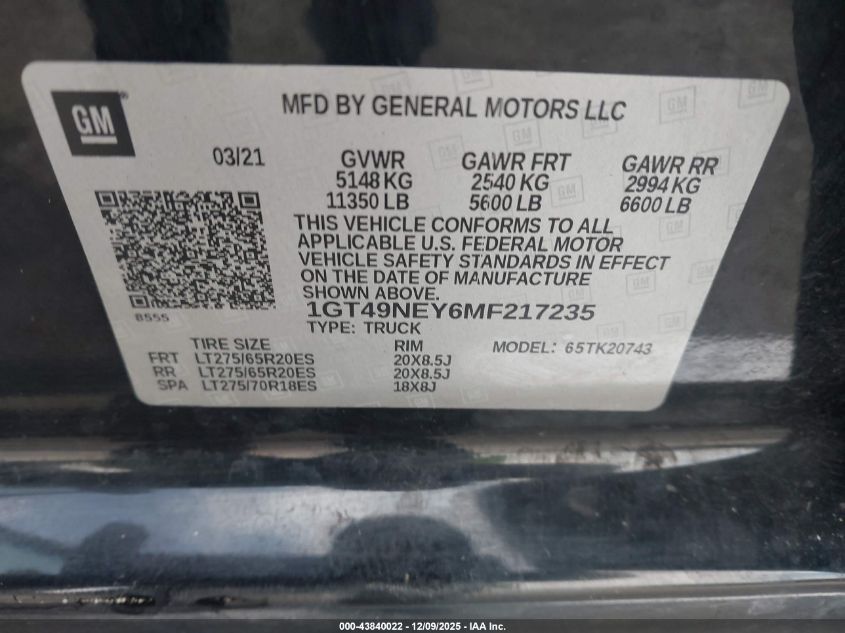 GM
MFD BY GENERAL MOTORS LLC
03/21 GVWR GAWR FRT GAWR RR
5148 KG 2540 KG 2994 KG
11350 LB 5600 LB 6600 LB
THIS VEHICLE CONFORMS TO ALL
APPLICABLE U.S. FEDERAL MOTOR
VEHICLE SAFETY STANDARDS IN EFFECT
ON THE DATE OF MANUFACTURE
SHOWN ABOVE.
8555
1GT49NEY6MF217235
TYPE: TRUCK
TIRE SIZE RIM MODEL: 65TK20743
FRT LT275/65R20ES 20X8.5J
RR LT275/65R20ES 20X8.5J
SPA LT275/70R18ES 18X8J
000-43840022 - 12/09/2025 - IAA Inc.